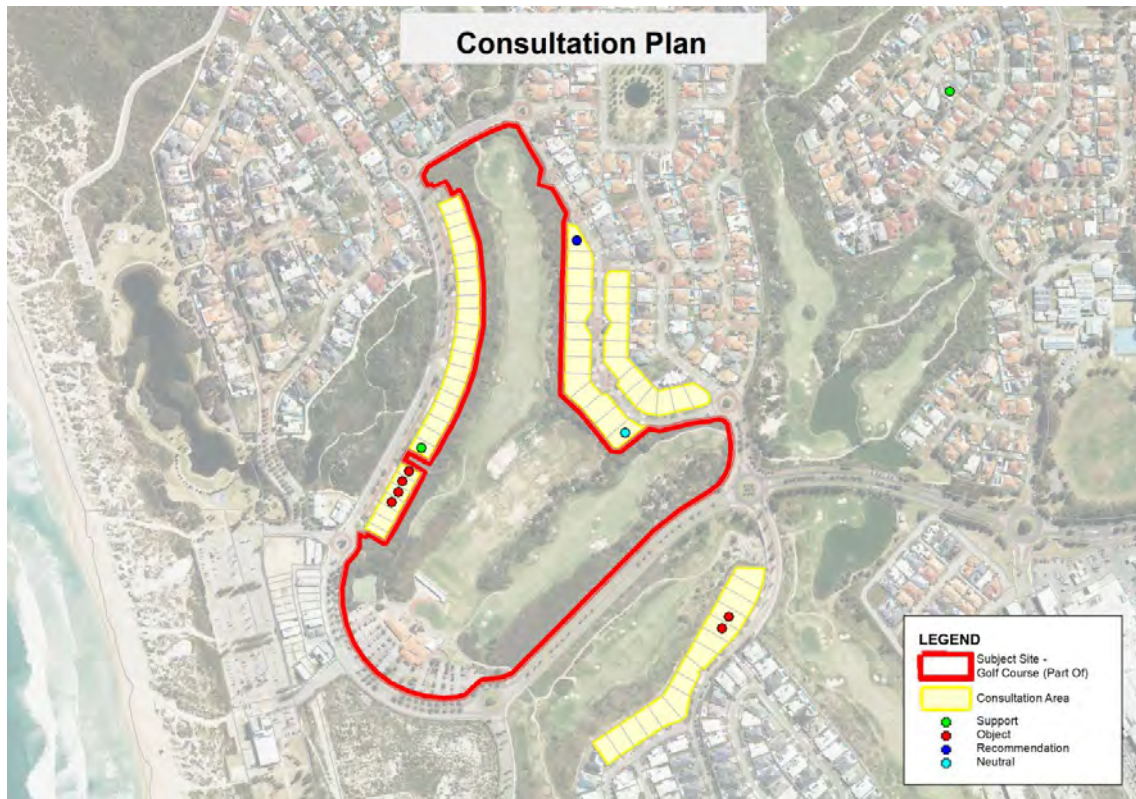 Consultation Plan
LEGEND
Subject Site -
Golf Course (Part Of)
Consultation Area
Support
Object
Recommendation
Neutral